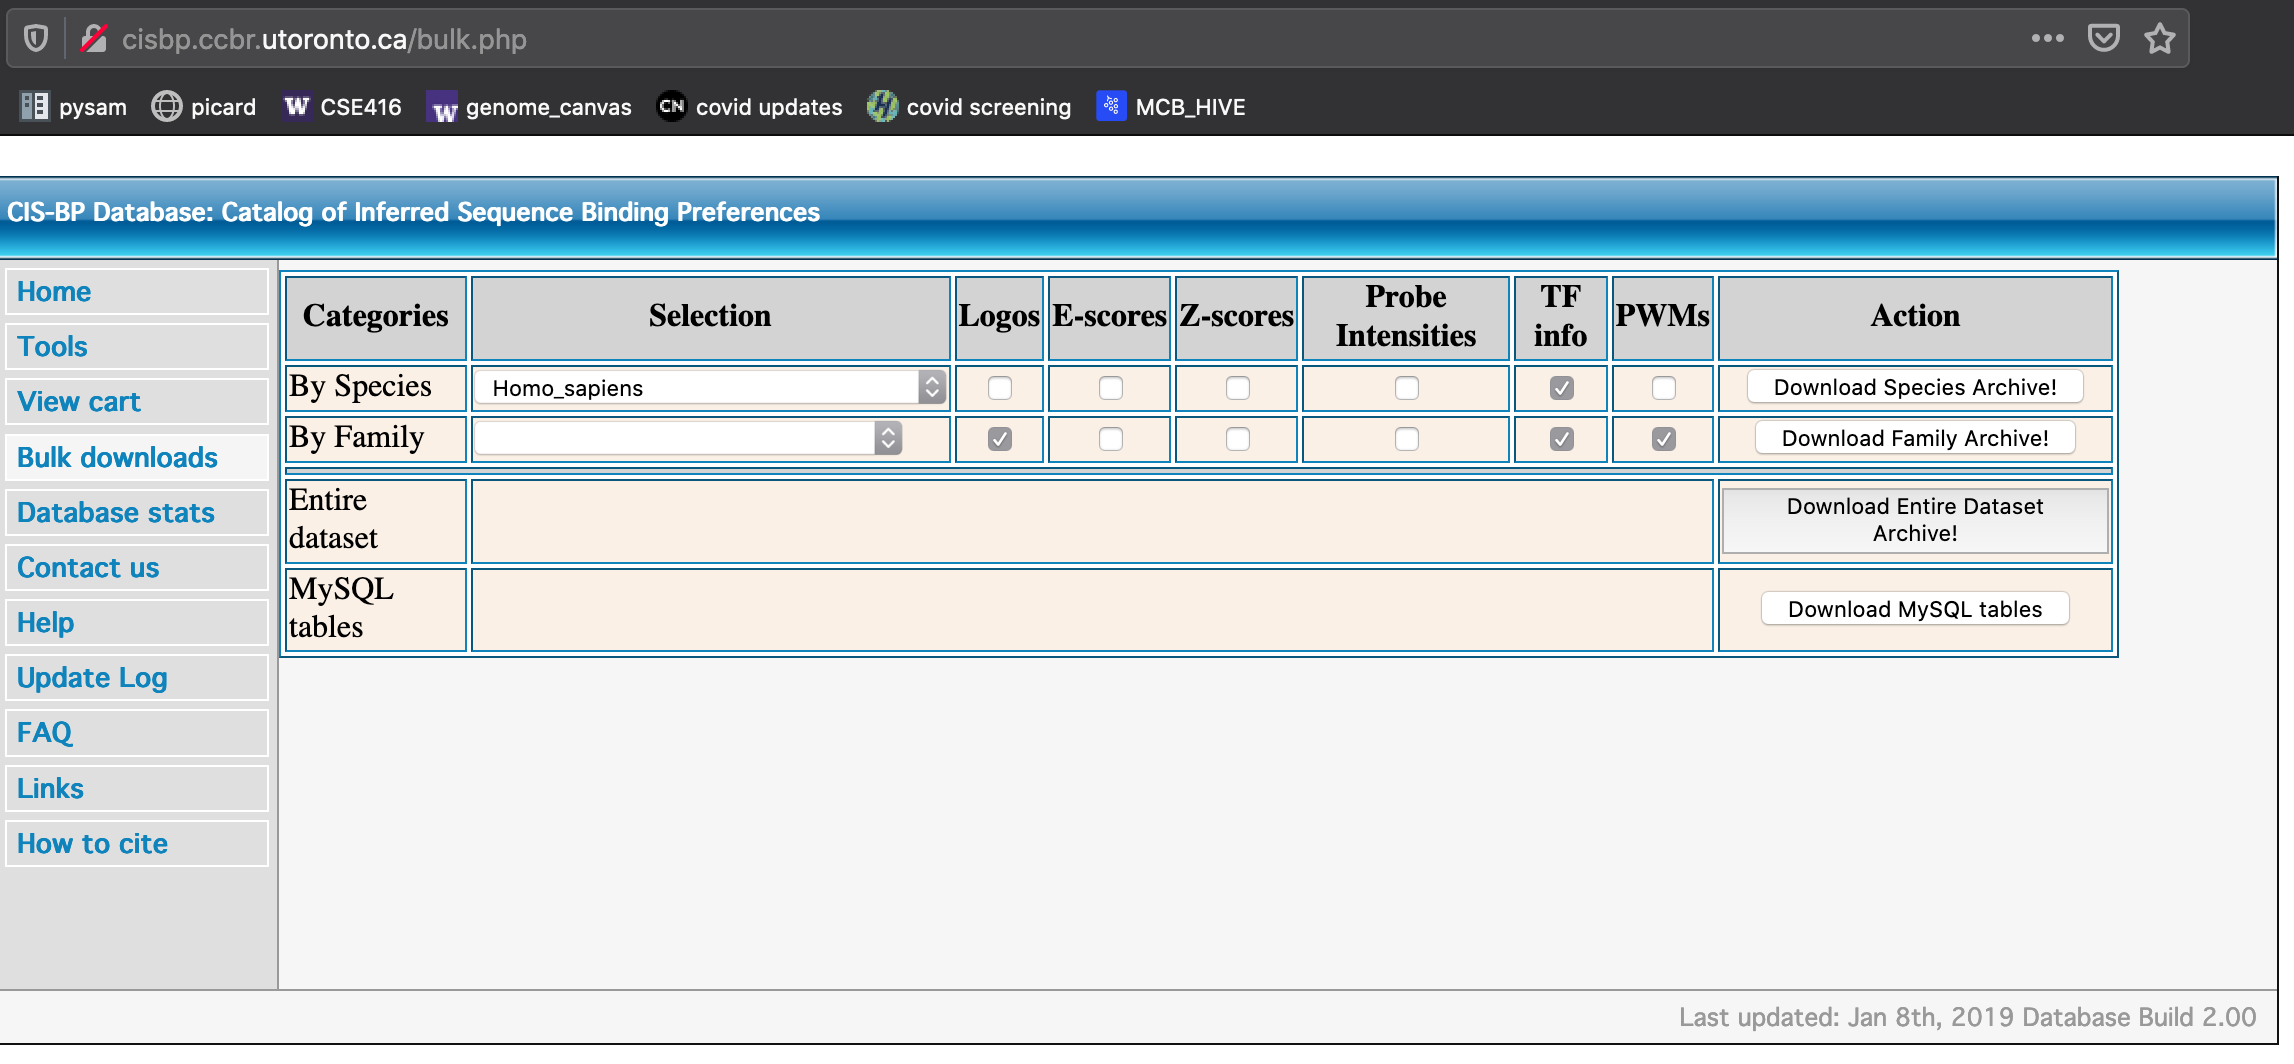 cisbp.ccbr.utoronto.ca/bulk.php
pysam picard W CSE416 W genome_canvas CN covid updates covid screening MCB_HIVE
CIS-BP Database: Catalog of Inferred Sequence Binding Preferences
Home
Tools
View cart
Bulk downloads
Database stats
Contact us
Help
Update Log
FAQ
Links
How to cite
Categories Selection Logos E-scores Z-scores Probe Intensities TF info PWMs Action
By Species Homo_sapiens Download Species Archive!
By Family Download Family Archive!
Entire dataset Download Entire Dataset Archive!
MySQL tables Download MySQL tables
Last updated: Jan 8th, 2019 Database Build 2.00